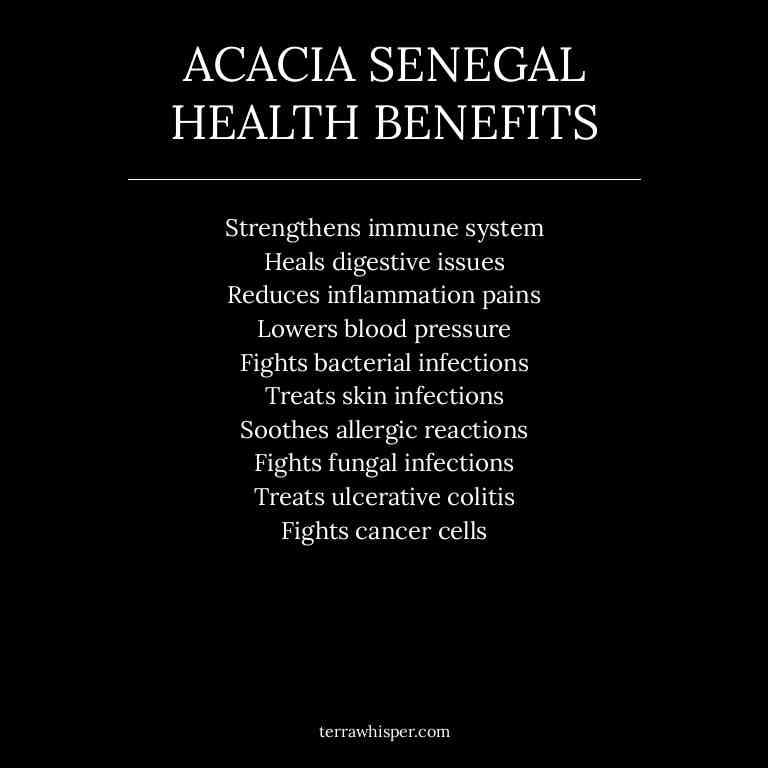 ACACIA SENEGAL
HEALTH BENEFITS
Strengthens immune system
Heals digestive issues
Reduces inflammation pains
Lowers blood pressure
Fights bacterial infections
Treats skin infections
Soothes allergic reactions
Fights fungal infections
Treats ulcerative colitis
Fights cancer cells
terrawhisper.com